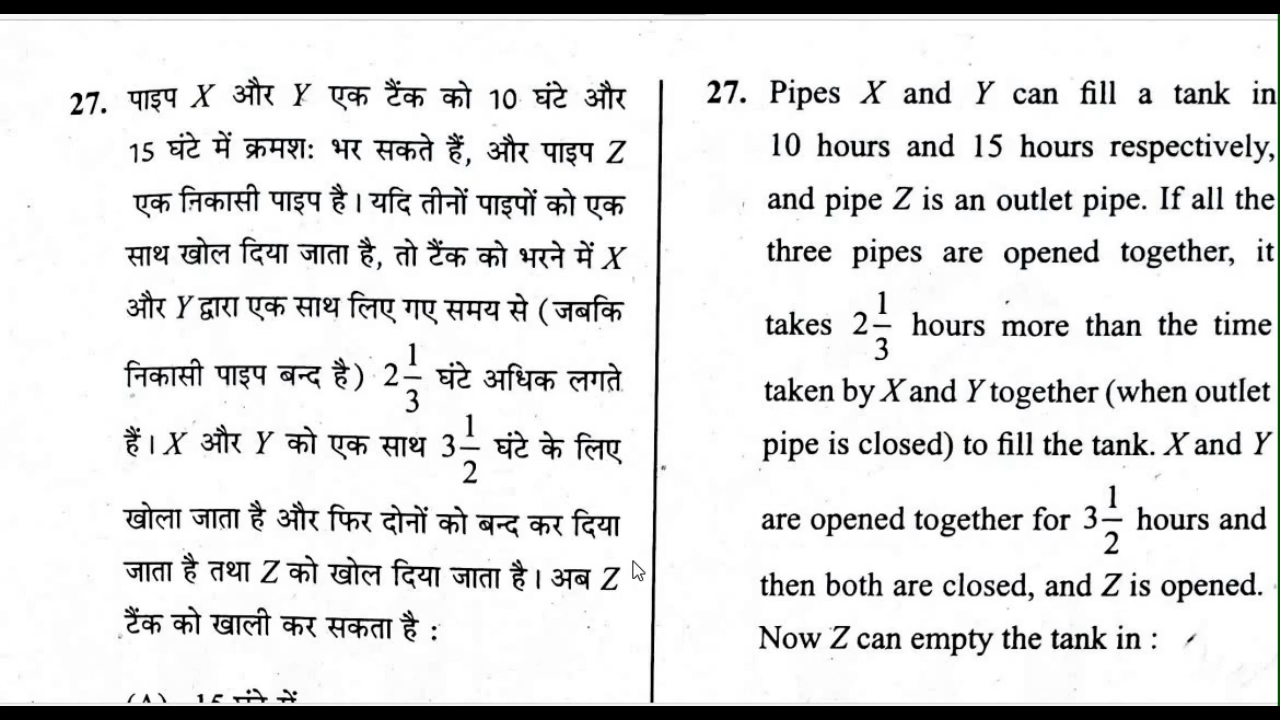 27. पाइप X और Y एक टैंक को 10 घंटे और
15 घंटे में क्रमशः भर सकते हैं, और पाइप Z
एक निकासी पाइप है। यदि तीनों पाइपों को एक
साथ खोल दिया जाता है, तो टैंक को भरने में X
और Y द्वारा एक साथ लिए गए समय से (जबकि
निकासी पाइप बन्द है) 2 1/3 घंटे अधिक लगते
हैं। X और Y को एक साथ 3 1/2 घंटे के लिए
खोला जाता है और फिर दोनों को बन्द कर दिया
जाता है तथा Z को खोल दिया जाता है। अब Z
टैंक को खाली कर सकता है :
27. Pipes X and Y can fill a tank in
10 hours and 15 hours respectively,
and pipe Z is an outlet pipe. If all the
three pipes are opened together, it
takes 2 1/3 hours more than the time
taken by X and Y together (when outlet
pipe is closed) to fill the tank. X and Y
are opened together for 3 1/2 hours and
then both are closed, and Z is opened.
Now Z can empty the tank in :